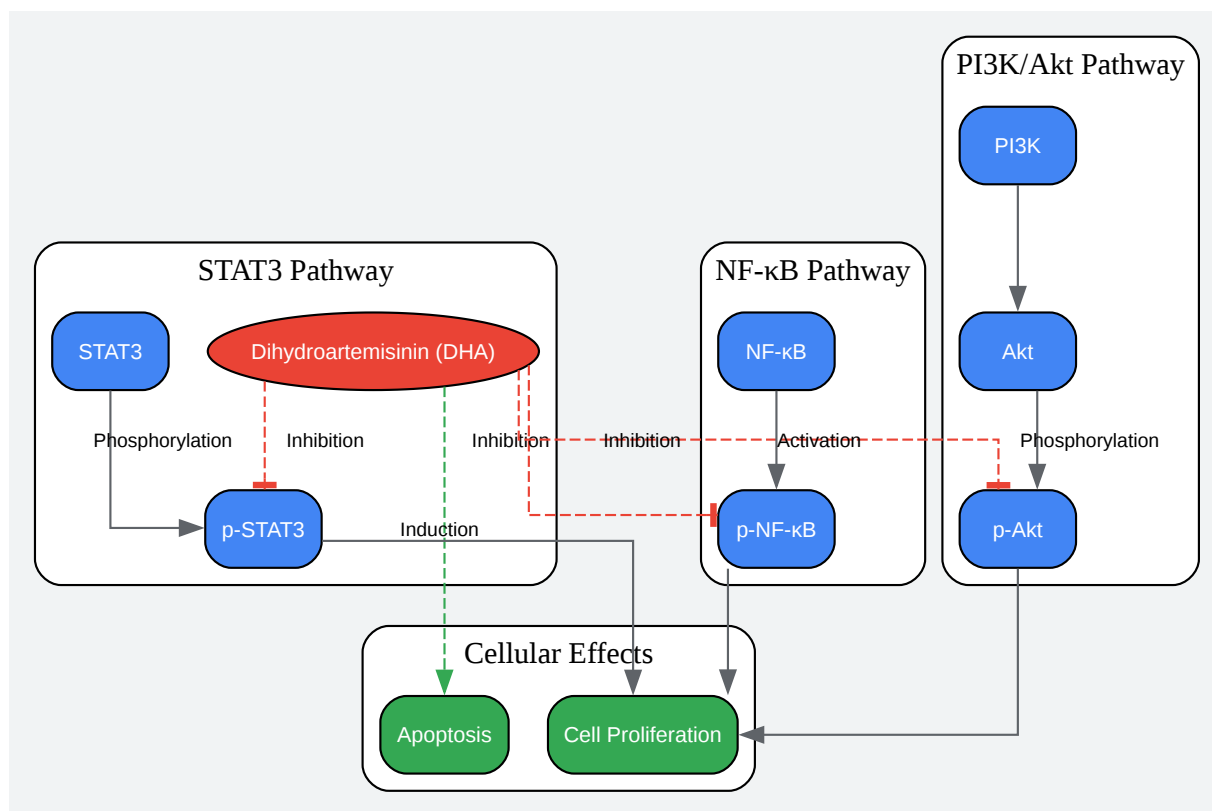 PI3K/Akt Pathway
PI3K
STAT3 Pathway
NF-κB Pathway
STAT3
Dihydroartemisinin (DHA)
NF-κB
Akt
Phosphorylation
Inhibition
Inhibition
Inhibition
Activation
Phosphorylation
p-STAT3
Induction
p-NF-κB
p-Akt
Cellular Effects
Apoptosis
Cell Proliferation